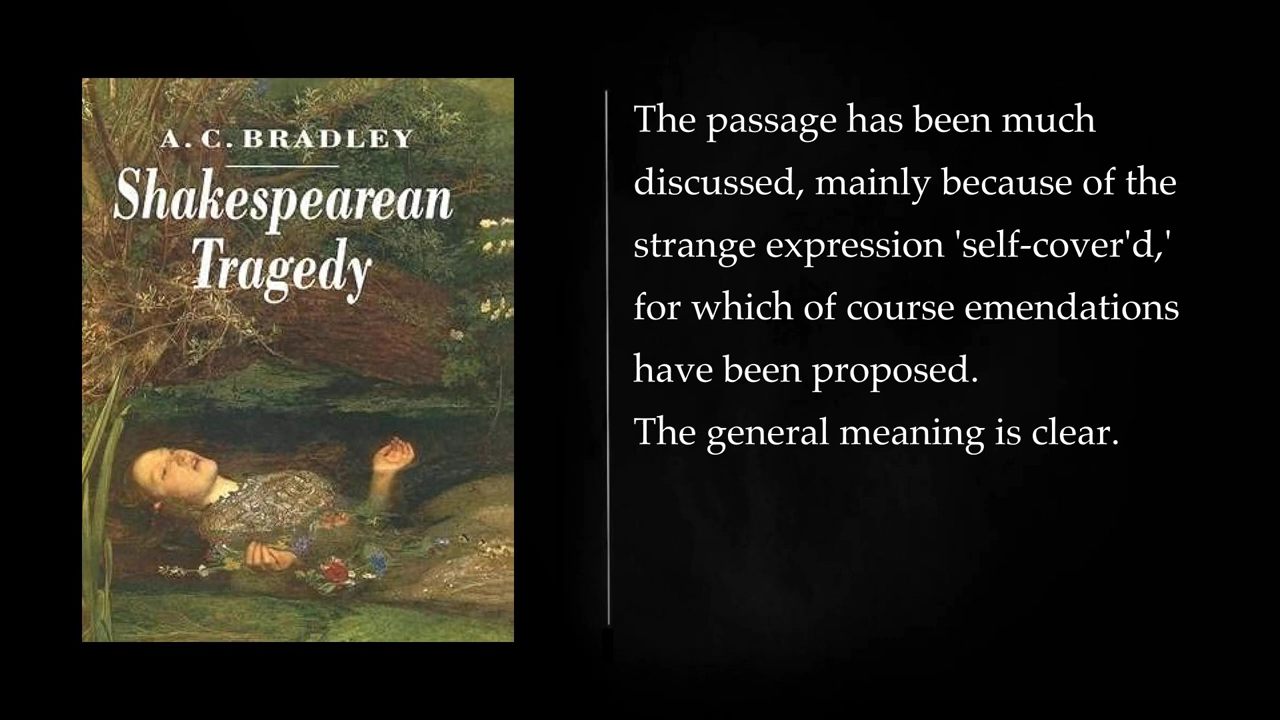 A. C. BRADLEY
Shakespearean
Tragedy
The passage has been much
discussed, mainly because of the
strange expression 'self-cover'd,'
for which of course emendations
have been proposed.
The general meaning is clear.